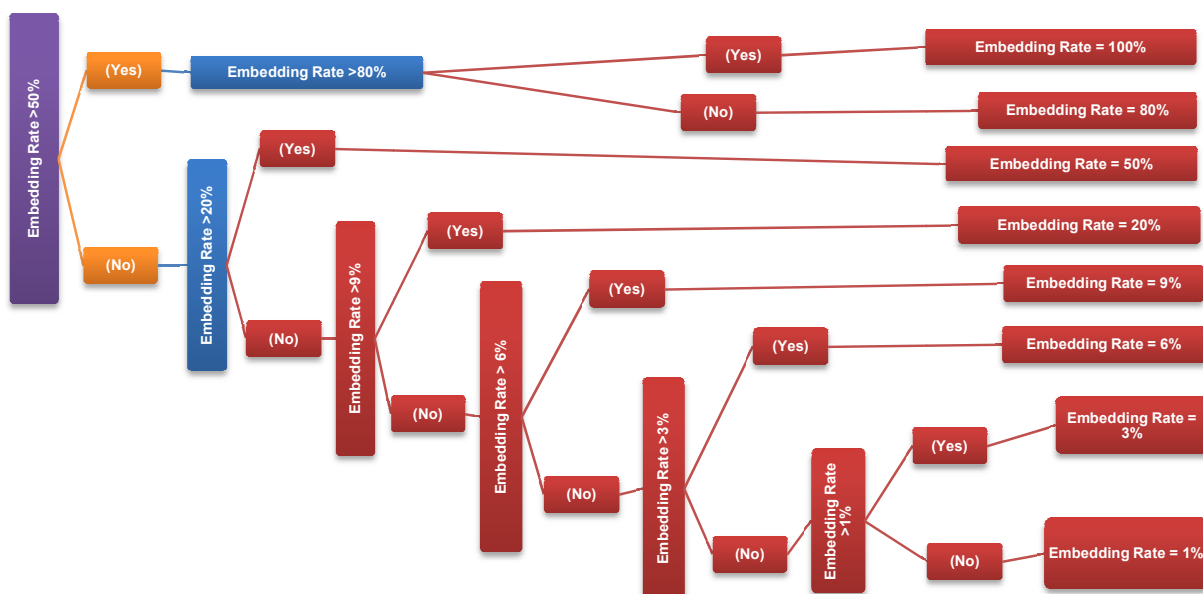 Embedding Rate >50%
(Yes)
Embedding Rate >80%
(Yes)
Embedding Rate = 100%
(No)
Embedding Rate = 80%
(No)
Embedding Rate >20%
(Yes)
Embedding Rate = 50%
(No)
Embedding Rate >9%
(Yes)
Embedding Rate = 20%
(No)
Embedding Rate > 6%
(Yes)
Embedding Rate = 9%
(No)
Embedding Rate >3%
(Yes)
Embedding Rate = 6%
(No)
Embedding Rate
>1%
(Yes)
Embedding Rate =
3%
(No)
Embedding Rate = 1%